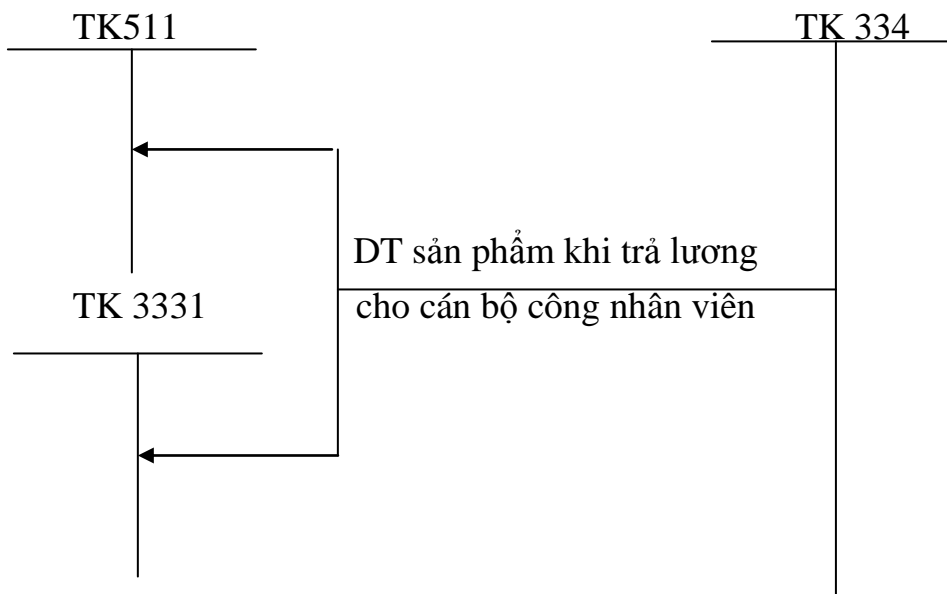 TK511
TK 334
DT sản phẩm khi trả lương
TK 3331
cho cán bộ công nhân viên